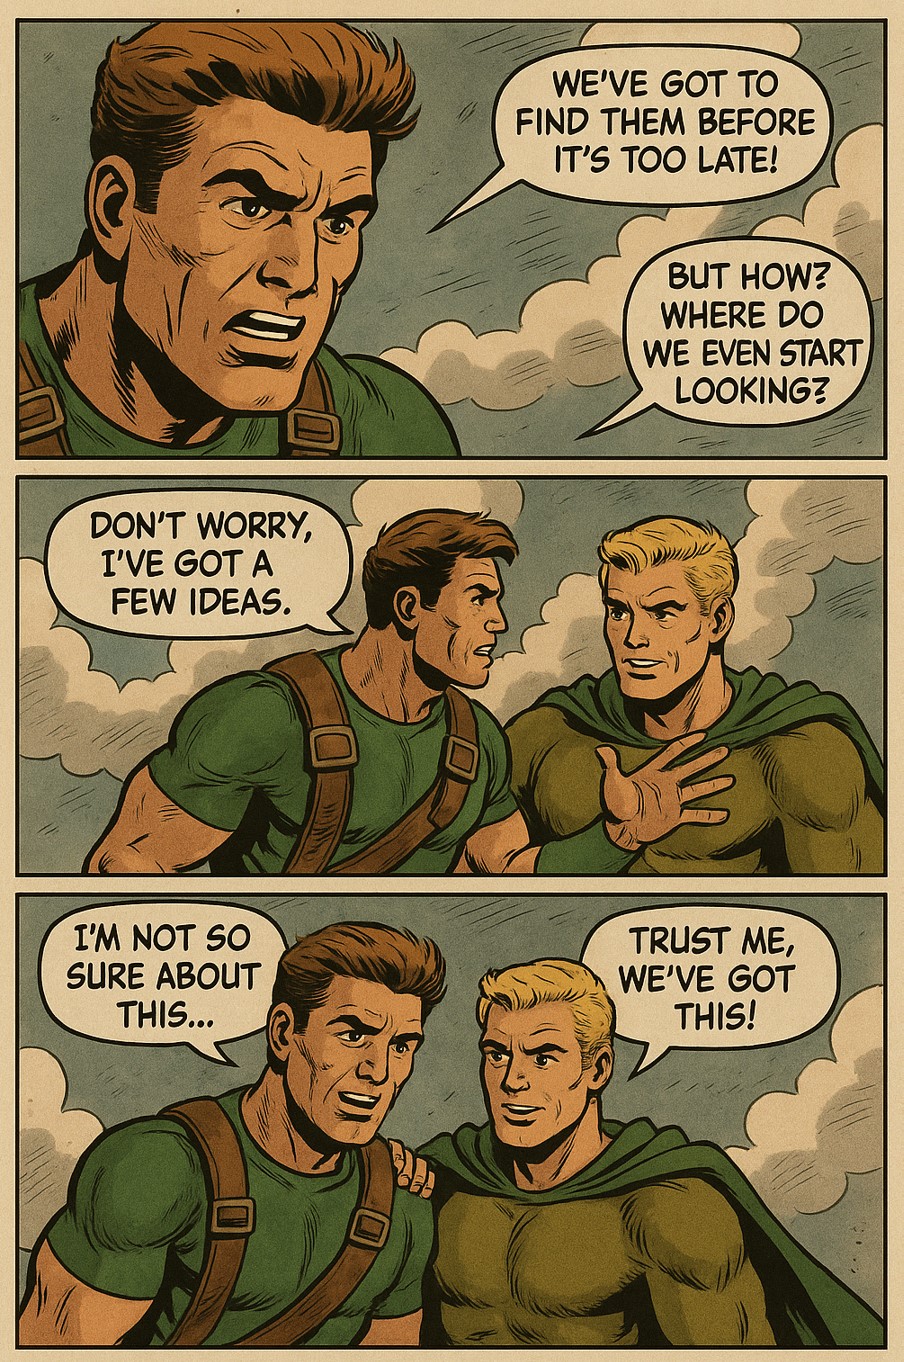 WE'VE GOT TO
FIND THEM BEFORE
IT'S TOO LATE!
BUT HOW?
WHERE DO
WE EVEN START
LOOKING?
DON'T WORRY,
I'VE GOT A
FEW IDEAS.
I'M NOT SO
SURE ABOUT
THIS...
TRUST ME,
WE'VE GOT
THIS!